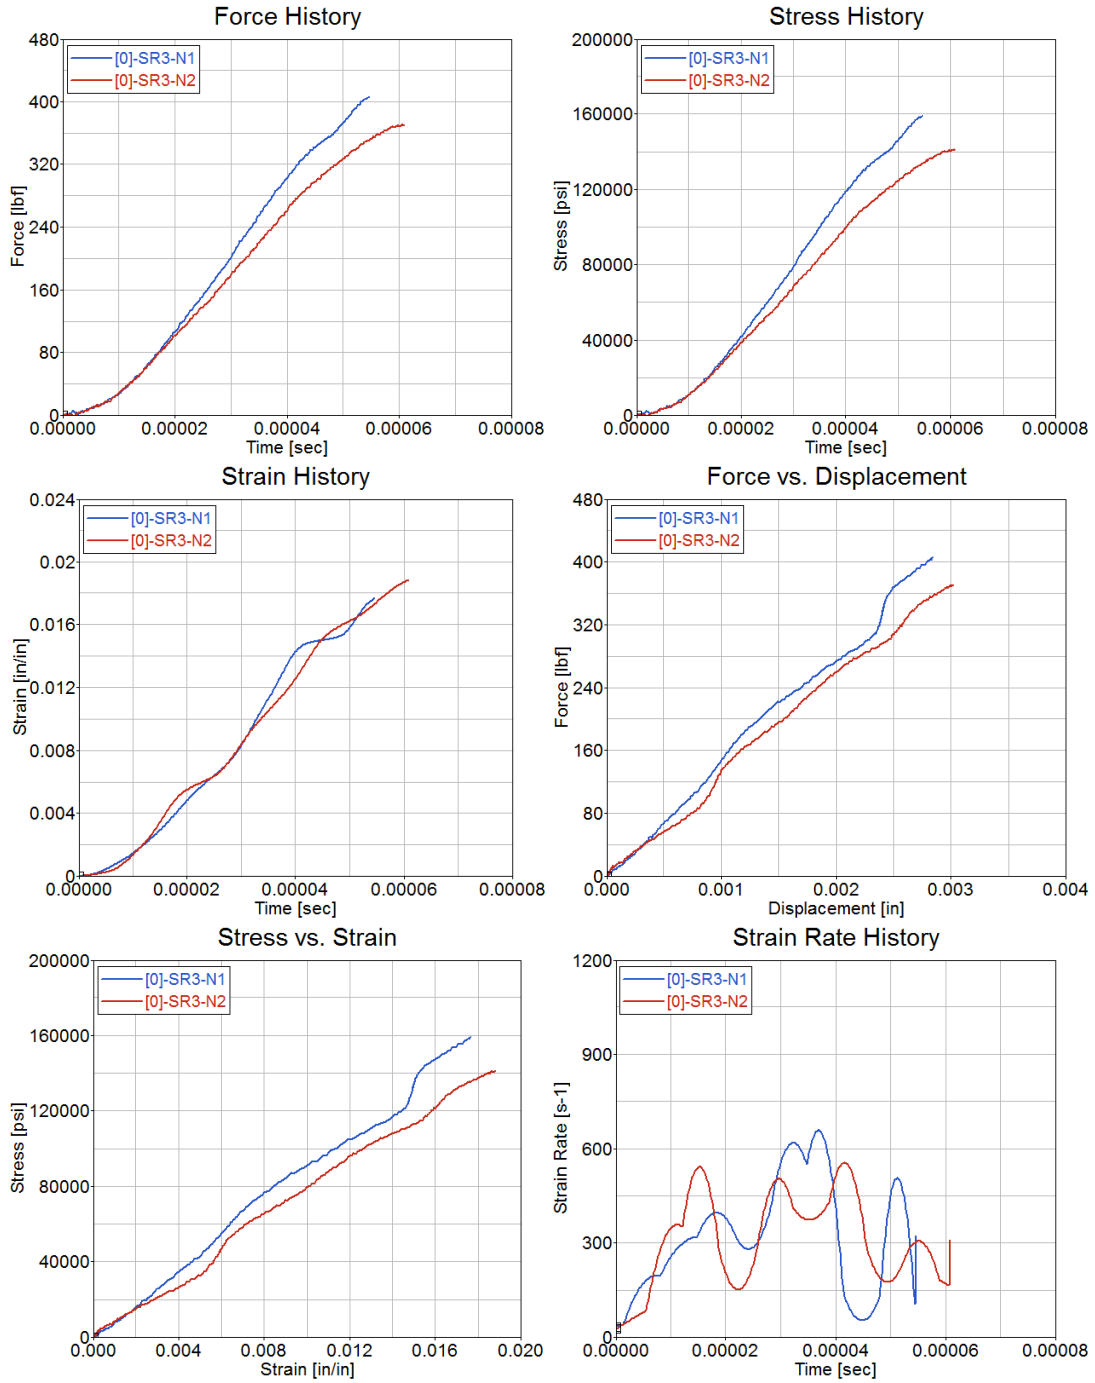 Force History
480
400
320
240
160
80
0
Force [lbf]
[0]-SR3-N1
[0]-SR3-N2
0.00000 0.00002 0.00004 0.00006 0.00008
Time [sec]
Stress History
200000
160000
120000
80000
40000
0
Stress [psi]
[0]-SR3-N1
[0]-SR3-N2
0.00000 0.00002 0.00004 0.00006 0.00008
Time [sec]
Strain History
0.024
0.02
0.016
0.012
0.008
0.004
0
Strain [in/in]
[0]-SR3-N1
[0]-SR3-N2
0.00000 0.00002 0.00004 0.00006 0.00008
Time [sec]
Force vs. Displacement
480
400
320
240
160
80
0
Force [lbf]
[0]-SR3-N1
[0]-SR3-N2
0.000 0.001 0.002 0.003 0.004
Displacement [in]
Stress vs. Strain
200000
160000
120000
80000
40000
0
Stress [psi]
[0]-SR3-N1
[0]-SR3-N2
0.000 0.004 0.008 0.012 0.016 0.020
Strain [in/in]
Strain Rate History
1200
900
600
300
0
Strain Rate [s-1]
[0]-SR3-N1
[0]-SR3-N2
0.00000 0.00002 0.00004 0.00006 0.00008
Time [sec]